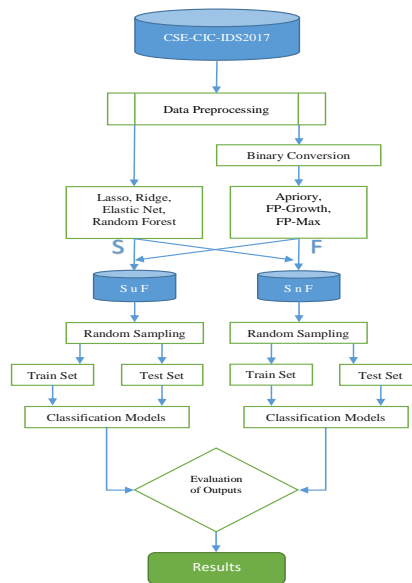 CSE-CIC-IDS2017
Data Preprocessing
Binary Conversion
Lasso, Ridge,
Elastic Net,
Random Forest
Apriory,
FP-Growth,
FP-Max
S
F
S u F
S n F
Random Sampling
Random Sampling
Train Set
Test Set
Train Set
Test Set
Classification Models
Classification Models
Evaluation
of Outputs
Results